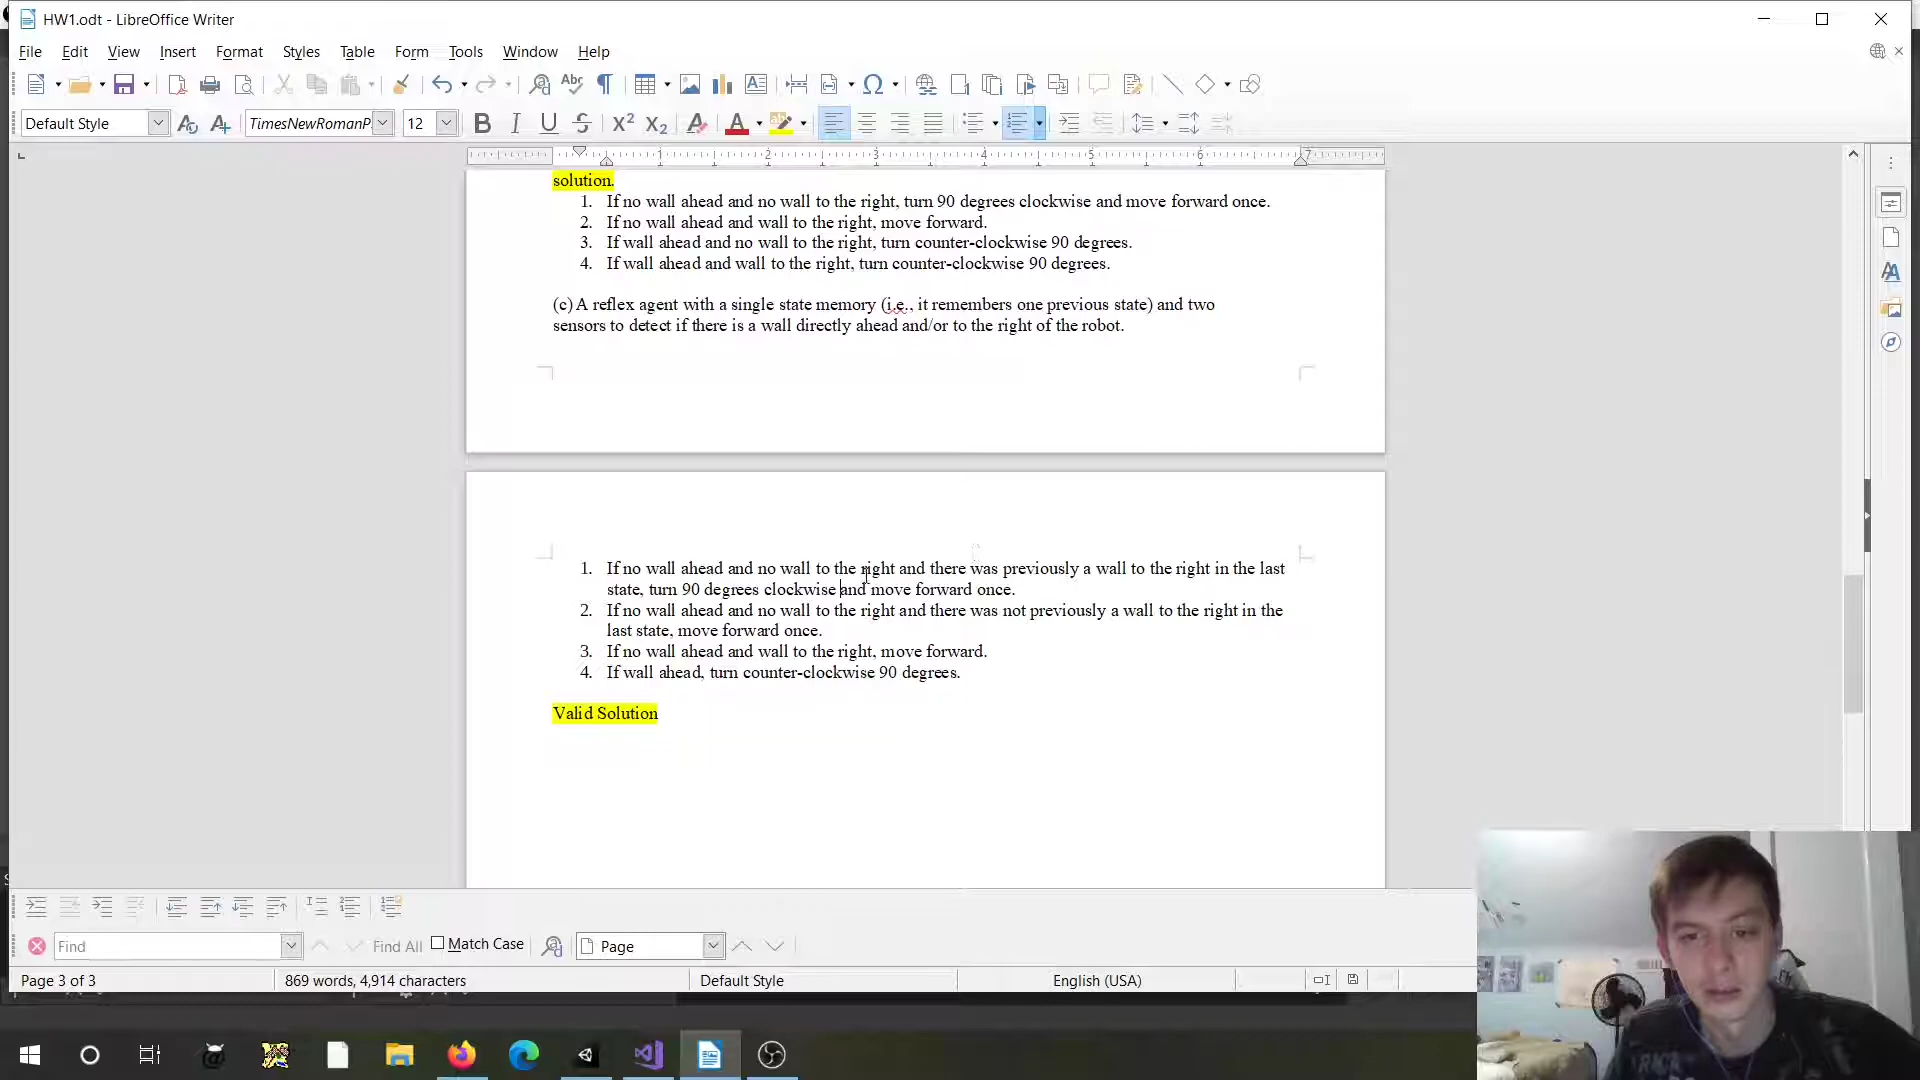 HW1.odt - LibreOffice Writer
File Edit View Insert Format Styles Table Form Tools Window Help
Default Style TimesNewRomanP 12
1 2 3 4 5 6 7
solution.
1. If no wall ahead and no wall to the right, turn 90 degrees clockwise and move forward once.
2. If no wall ahead and wall to the right, move forward.
3. If wall ahead and no wall to the right, turn counter-clockwise 90 degrees.
4. If wall ahead and wall to the right, turn counter-clockwise 90 degrees.
(c) A reflex agent with a single state memory (i.e., it remembers one previous state) and two
sensors to detect if there is a wall directly ahead and/or to the right of the robot.
1. If no wall ahead and no wall to the right and there was previously a wall to the right in the last
state, turn 90 degrees clockwise and move forward once.
2. If no wall ahead and no wall to the right and there was not previously a wall to the right in the
last state, move forward once.
3. If no wall ahead and wall to the right, move forward.
4. If wall ahead, turn counter-clockwise 90 degrees.
Valid Solution
Find Find All Match Case Page
Page 3 of 3 869 words, 4,914 characters Default Style English (USA)